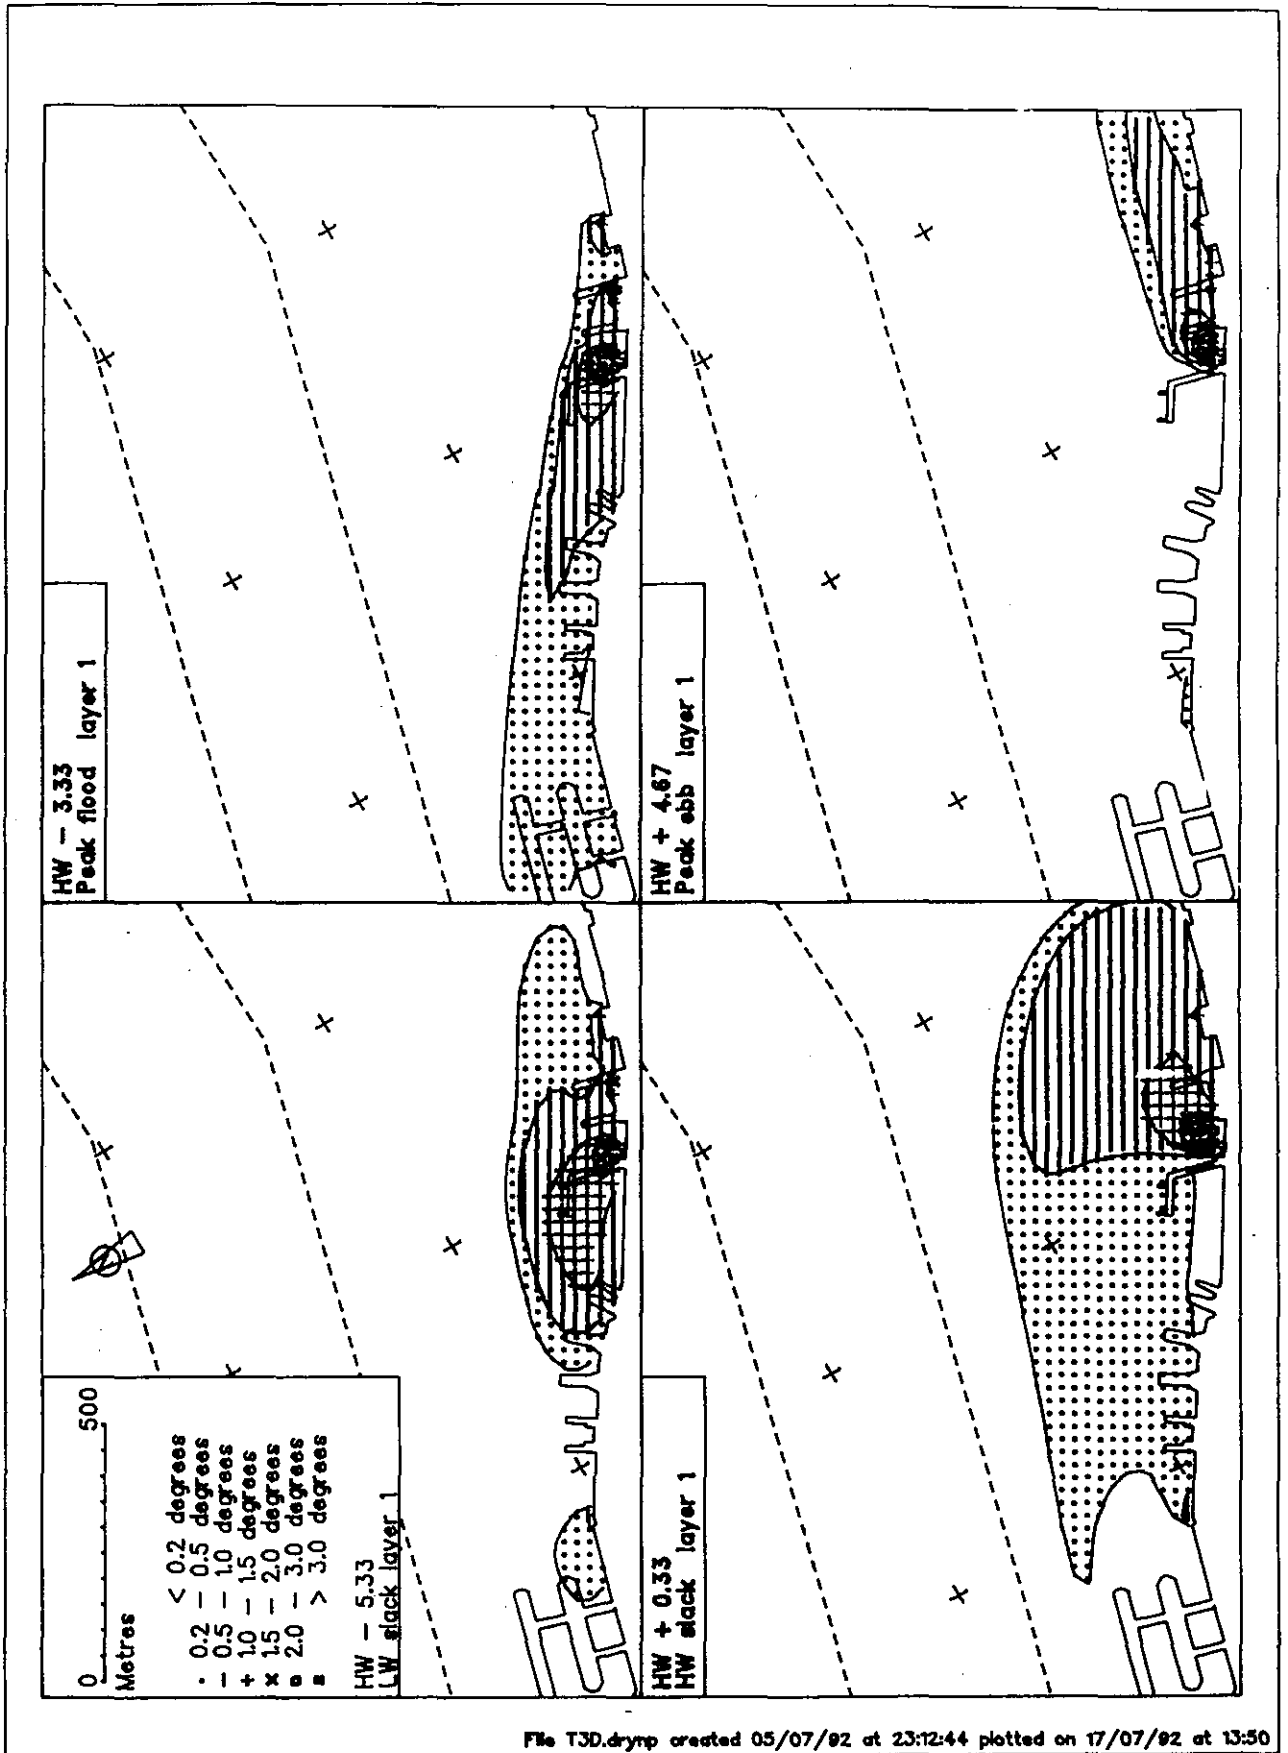 0 500
Metres
< 0.2 degrees
· 0.2 – 0.5 degrees
– 0.5 – 1.0 degrees
+ 1.0 – 1.5 degrees
× 1.5 – 2.0 degrees
o 2.0 – 3.0 degrees
= > 3.0 degrees
HW – 5.33
LW slack layer 1
HW – 3.33
Peak flood layer 1
HW + 0.33
HW slack layer 1
HW + 4.67
Peak ebb layer 1
File T3D.drynp created 05/07/92 at 23:12:44 plotted on 17/07/92 at 13:50